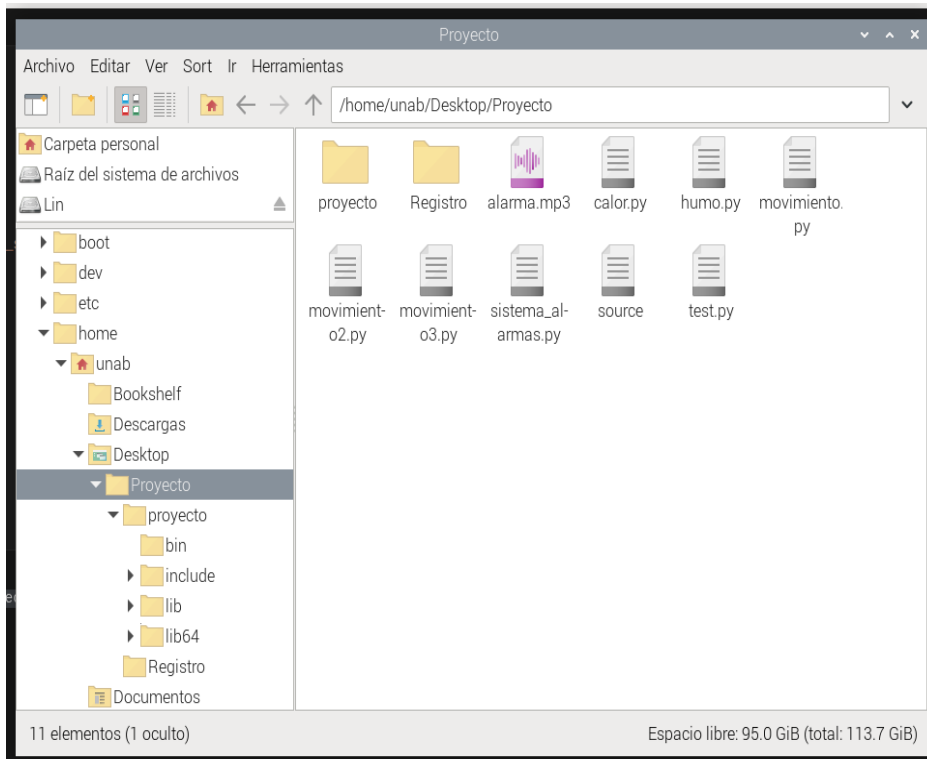 Proyecto
Archivo Editar Ver Sort Ir Herramientas
/home/unab/Desktop/Proyecto
Carpeta personal
Raíz del sistema de archivos
Lin
boot
dev
etc
home
unab
Bookshelf
Descargas
Desktop
Proyecto
proyecto
bin
include
lib
lib64
Registro
Documentos
proyecto Registro alarma.mp3 calor.py humo.py movimiento.
py
movimient- movimient- sistema_al- source test.py
o2.py o3.py armas.py
11 elementos (1 oculto) Espacio libre: 95.0 GiB (total: 113.7 GiB)